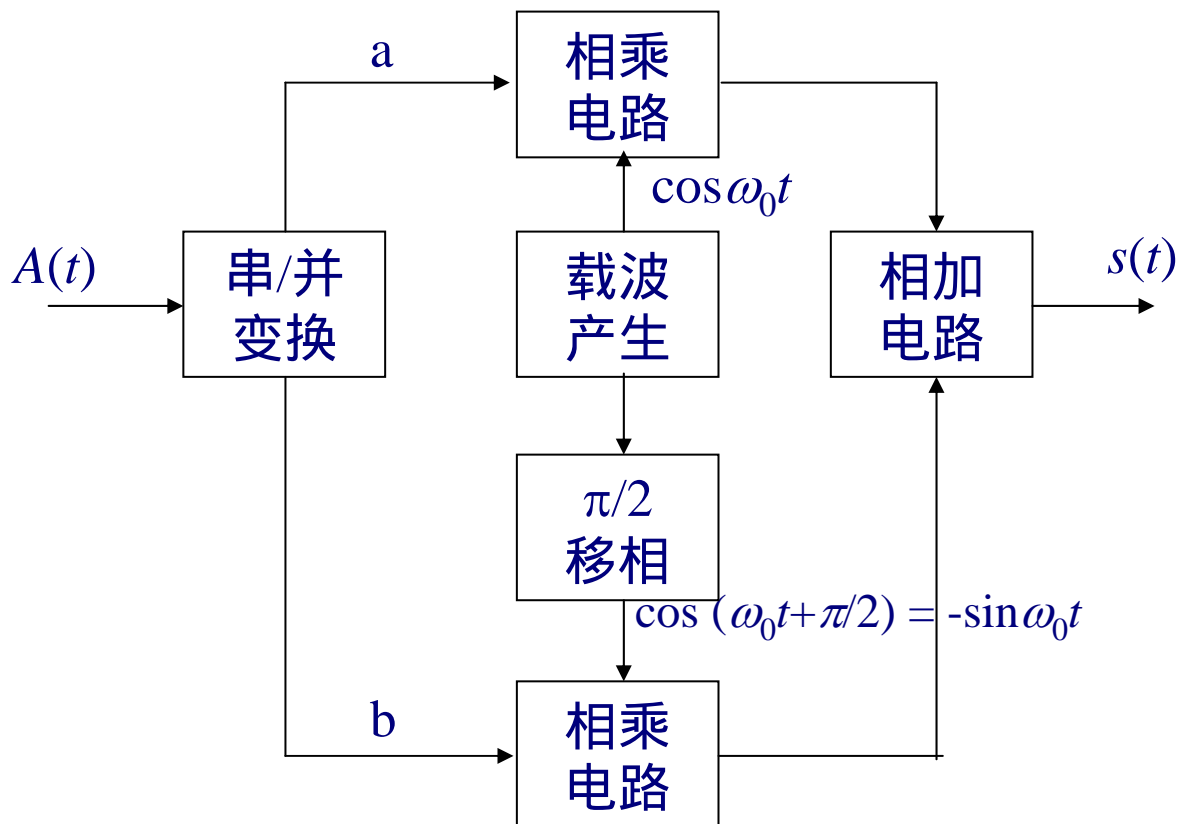 a
相乘
电路
cosω₀t
A(t)
串/并
变换
载波
产生
相加
电路
s(t)
π/2
移相
cos (ω₀t+π/2) = -sinω₀t
b
相乘
电路